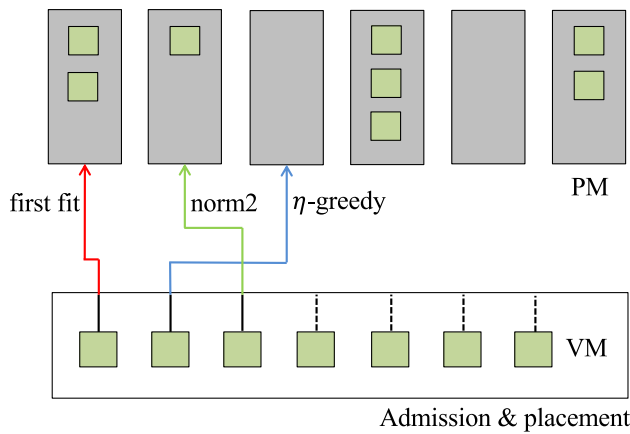 PM
first fit
norm2
η-greedy
VM
Admission & placement